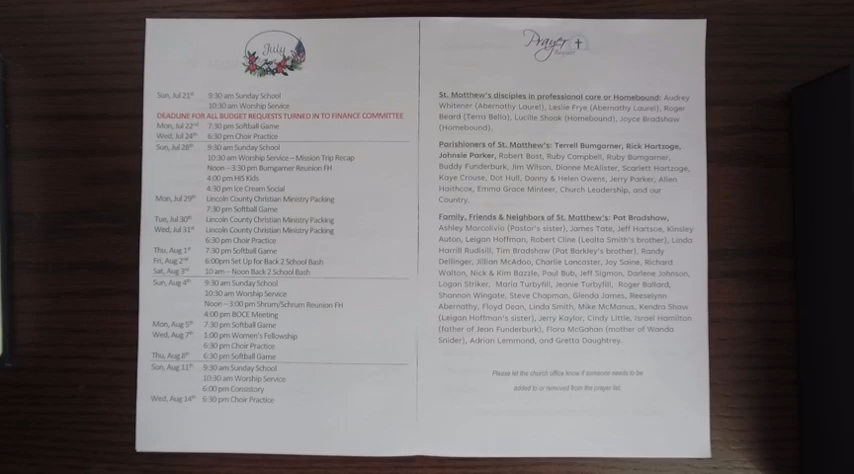 July
Sun, Jul 21st 9:30 am Sunday School
10:30 am Worship Service
DEADLINE FOR ALL BUDGET REQUESTS TURNED IN TO FINANCE COMMITTEE
Mon, Jul 22nd 7:30 pm Softball Game
Wed, Jul 24th 6:30 pm Choir Practice
Sun, Jul 28th 9:30 am Sunday School
10:30 am Worship Service – Mission Trip Recap
Noon – 3:30 pm Bumgarner Reunion FH
4:00 pm HIS Kids
4:30 pm Ice Cream Social
Mon, Jul 29th Lincoln County Christian Ministry Packing
7:30 pm Softball Game
Tue, Jul 30th Lincoln County Christian Ministry Packing
Wed, Jul 31st Lincoln County Christian Ministry Packing
6:30 pm Choir Practice
Thu, Aug 1st 7:30 pm Softball Game
Fri, Aug 2nd 6:00pm Set Up for Back 2 School Bash
Sat, Aug 3rd 10 am – Noon Back 2 School Bash
Sun, Aug 4th 9:30 am Sunday School
10:30 am Worship Service
Noon – 3:00 pm Shrum/Schrum Reunion FH
4:00 pm BOCE Meeting
Mon, Aug 5th 7:30 pm Softball Game
Wed, Aug 7th 1:00 pm Women's Fellowship
6:30 pm Choir Practice
Thu, Aug 8th 6:30 pm Softball Game
Sun, Aug 11th 9:30 am Sunday School
10:30 am Worship Service
6:00 pm Consistory
Wed, Aug 14th 6:30 pm Choir Practice
Prayer
St. Matthew's disciples in professional care or Homebound: Audrey
Whitener (Abernathy Laurel), Leslie Frye (Abernathy Laurel), Roger
Beard (Terra Bella), Lucille Shook (Homebound), Joyce Bradshaw
(Homebound).
Parishioners of St. Matthew's: Terrell Bumgarner, Rick Hartzoge,
Johnsie Parker, Robert Bost, Ruby Campbell, Ruby Bumgarner,
Buddy Funderburk, Jim Wilson, Dianne McAlister, Scarlett Hartzoge,
Kaye Crouse, Dot Hull, Danny & Helen Owens, Jerry Parker, Allen
Haithcox, Emma Grace Minteer, Church Leadership, and our
Country.
Family, Friends & Neighbors of St. Matthew's: Pat Bradshaw,
Ashley Marcolivio (Pastor's sister), James Tate, Jeff Hartsoe, Kinsley
Auton, Leigan Hoffman, Robert Cline (Lealta Smith's brother), Linda
Harrill Rudisill, Tim Bradshaw (Pat Barkley's brother), Randy
Dellinger, Jillian McAdoo, Charlie Lancaster, Joy Saine, Richard
Walton, Nick & Kim Bazzle, Paul Bub, Jeff Sigmon, Darlene Johnson,
Logan Striker, Maria Turbyfill, Jeanie Turbyfill, Roger Ballard,
Shannon Wingate, Steve Chapman, Glenda James, Reeselynn
Abernathy, Floyd Dean, Linda Smith, Mike McManus, Kendra Shaw
(Leigan Hoffman's sister), Jerry Kaylor, Cindy Little, Israel Hamilton
(father of Jean Funderburk), Flora McGahan (mother of Wanda
Snider), Adrian Lemmond, and Gretta Daughtrey.
Please let the church office know if someone needs to be
added to or removed from the prayer list.